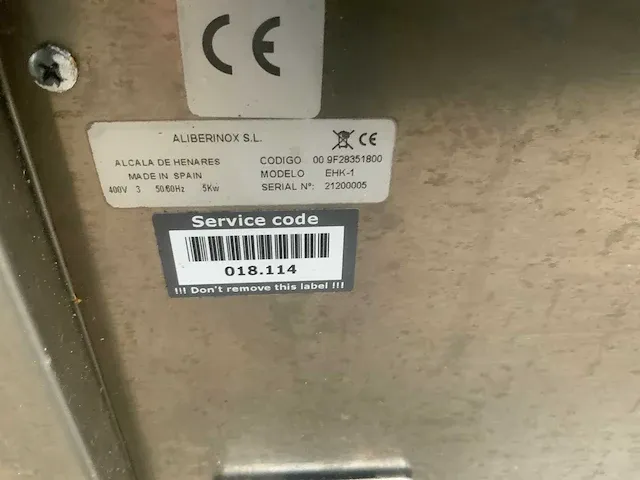 CE
ALIBERINOX S.L.
CE
ALCALA DE HENARES CODIGO 00 9F28351800
MADE IN SPAIN MODELO EHK-1
400V 3 50/60Hz 5Kw SERIAL Nº: 21200005
Service code
018.114
!!! Don't remove this label !!!